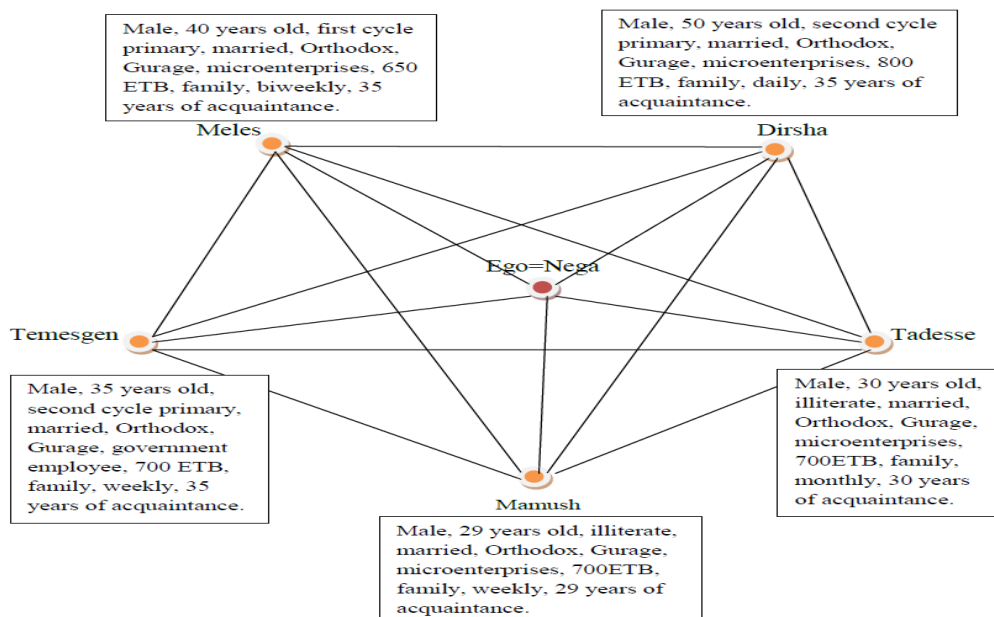 Male, 40 years old, first cycle
primary, married, Orthodox,
Gurage, microenterprises, 650
ETB, family, biweekly, 35
years of acquaintance.
Meles
Male, 50 years old, second cycle
primary, married, Orthodox,
Gurage, microenterprises, 800
ETB, family, daily, 35 years of
acquaintance.
Dirsha
Ego=Nega
Temesgen
Male, 35 years old,
second cycle primary,
married, Orthodox,
Gurage, government
employee, 700 ETB,
family, weekly, 35
years of acquaintance.
Tadesse
Male, 30 years old,
illiterate, married,
Orthodox, Gurage,
microenterprises,
700ETB, family,
monthly, 30 years
of acquaintance.
Mamush
Male, 29 years old, illiterate,
married, Orthodox, Gurage,
microenterprises, 700ETB,
family, weekly, 29 years of
acquaintance.